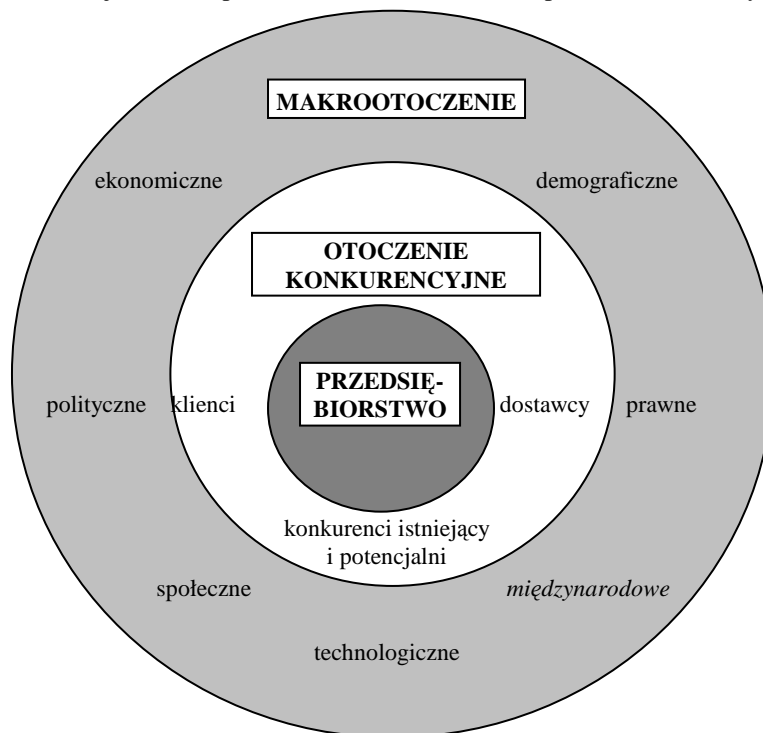 MAKROOTOCZENIE
ekonomiczne
demograficzne
OTOCZENIE
KONKURENCYJNE
PRZEDSIĘ-
BIORSTWO
polityczne
klienci
dostawcy
prawne
konkurenci istniejący
i potencjalni
społeczne
międzynarodowe
technologiczne